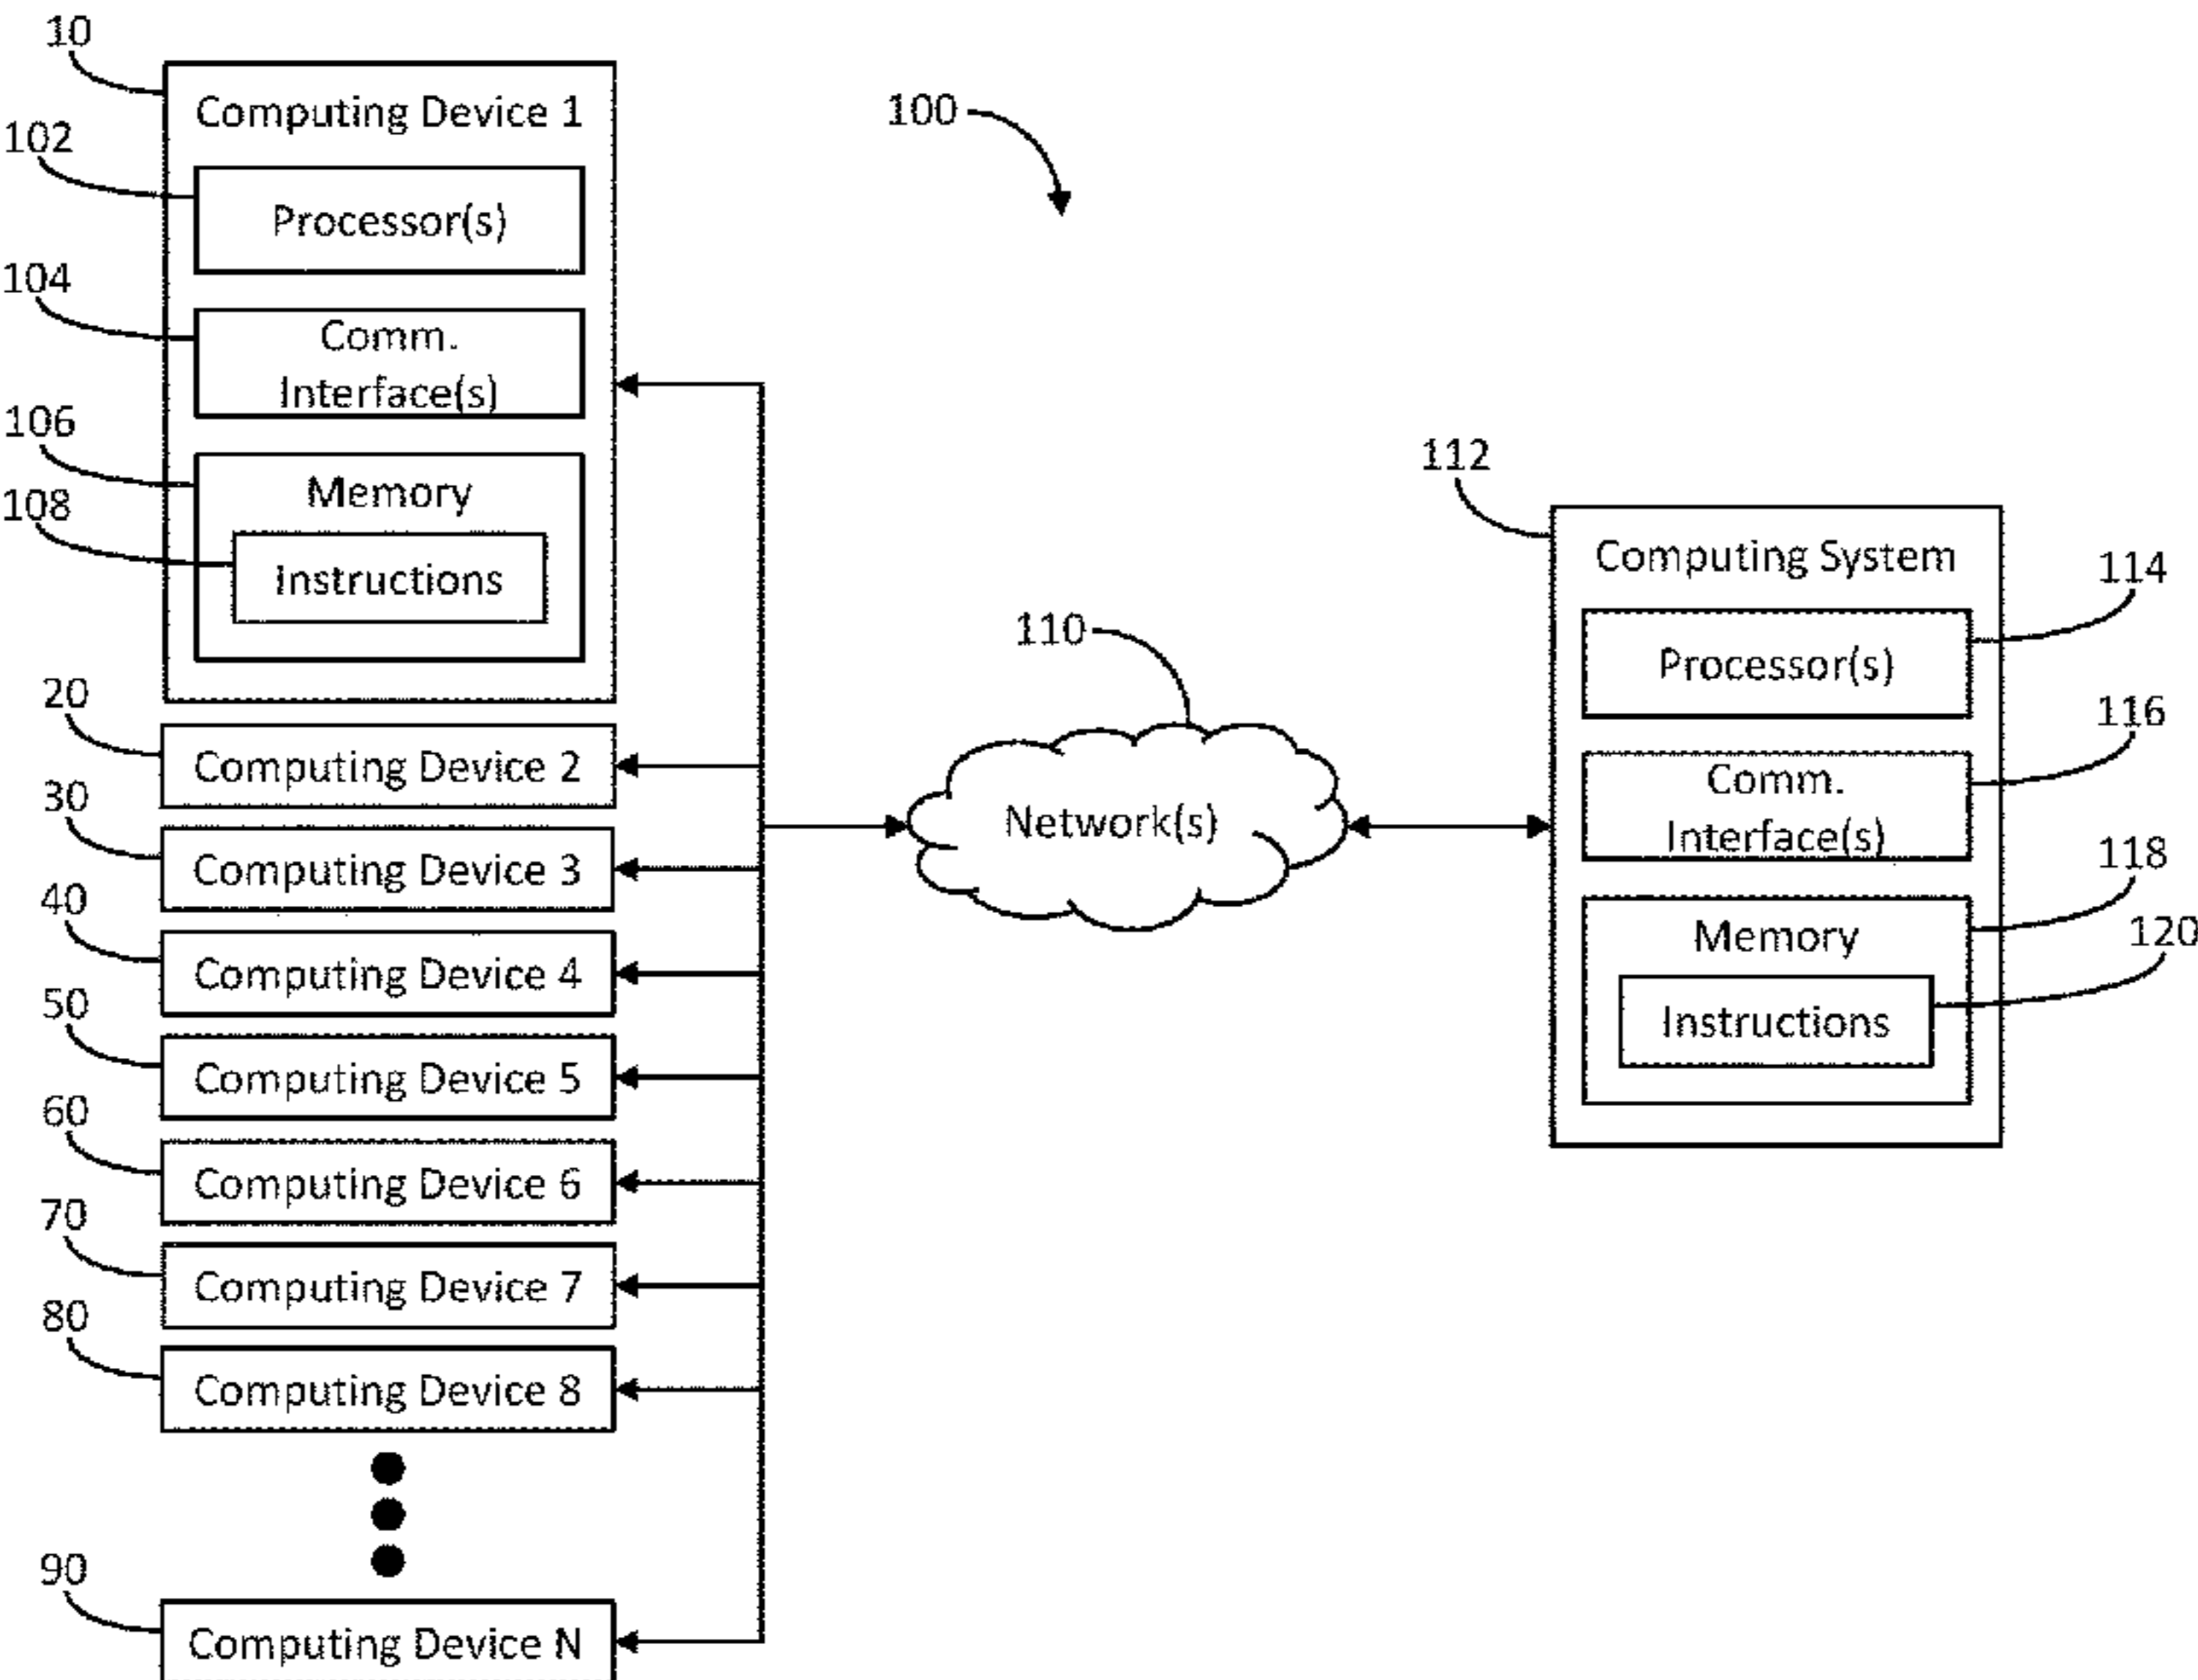 10
Computing Device 1
100
102
Processor(s)
104
Comm.
Interface(s)
106
Memory
108
Instructions
112
Computing System
114
Processor(s)
110
116
Comm.
Interface(s)
Network(s)
118
Memory
120
Instructions
20
Computing Device 2
30
Computing Device 3
40
Computing Device 4
50
Computing Device 5
60
Computing Device 6
70
Computing Device 7
80
Computing Device 8
90
Computing Device N